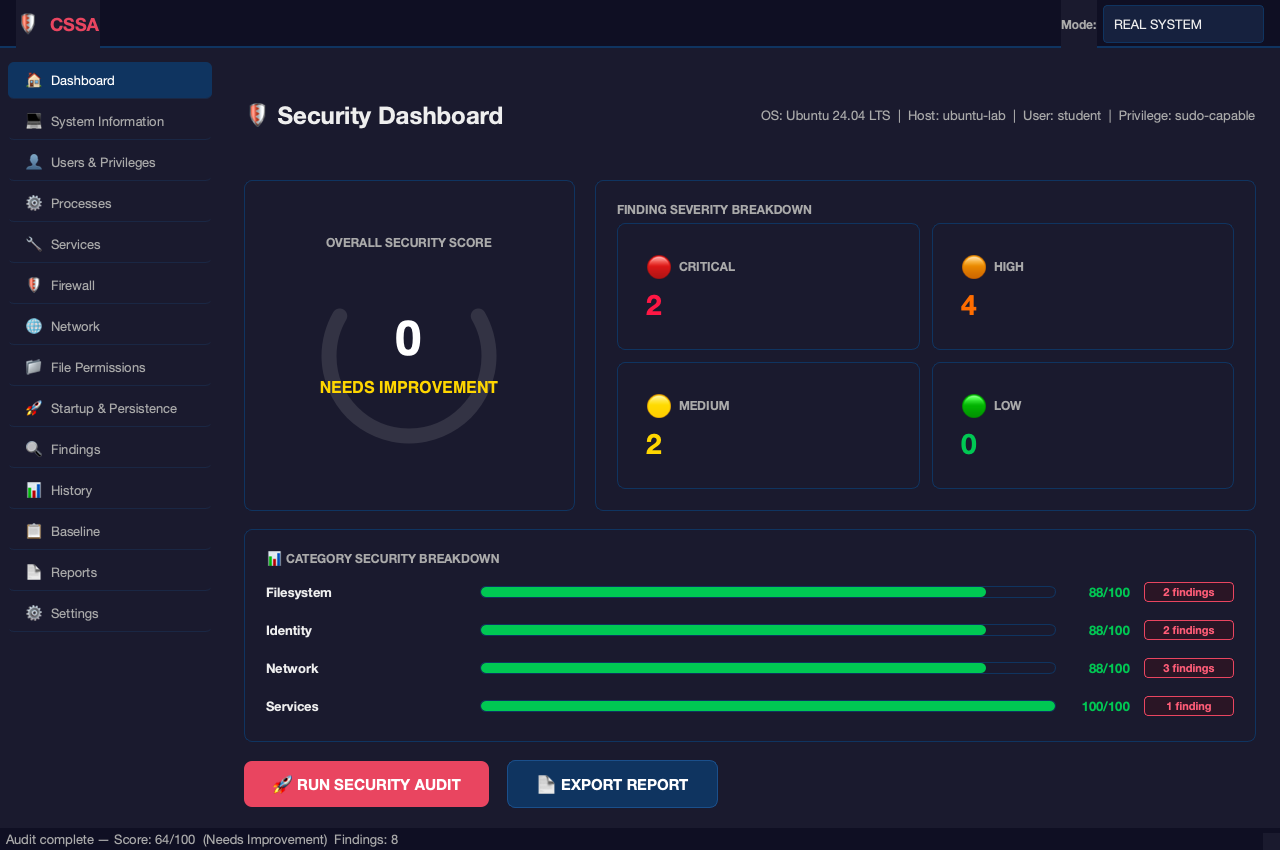 CSSA
Mode: REAL SYSTEM
Dashboard
System Information
Users & Privileges
Processes
Services
Firewall
Network
File Permissions
Startup & Persistence
Findings
History
Baseline
Reports
Settings
Security Dashboard
OS: Ubuntu 24.04 LTS | Host: ubuntu-lab | User: student | Privilege: sudo-capable
OVERALL SECURITY SCORE
0
NEEDS IMPROVEMENT
FINDING SEVERITY BREAKDOWN
CRITICAL
2
HIGH
4
MEDIUM
2
LOW
0
CATEGORY SECURITY BREAKDOWN
Filesystem 88/100 2 findings
Identity 88/100 2 findings
Network 88/100 3 findings
Services 100/100 1 finding
RUN SECURITY AUDIT
EXPORT REPORT
Audit complete — Score: 64/100 (Needs Improvement) Findings: 8